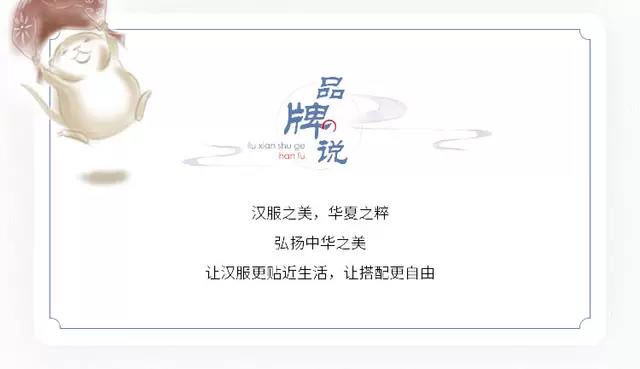 品牌の说
liu xian shu ge
han fu
汉服之美，华夏之粹
弘扬中华之美
让汉服更贴近生活，让搭配更自由